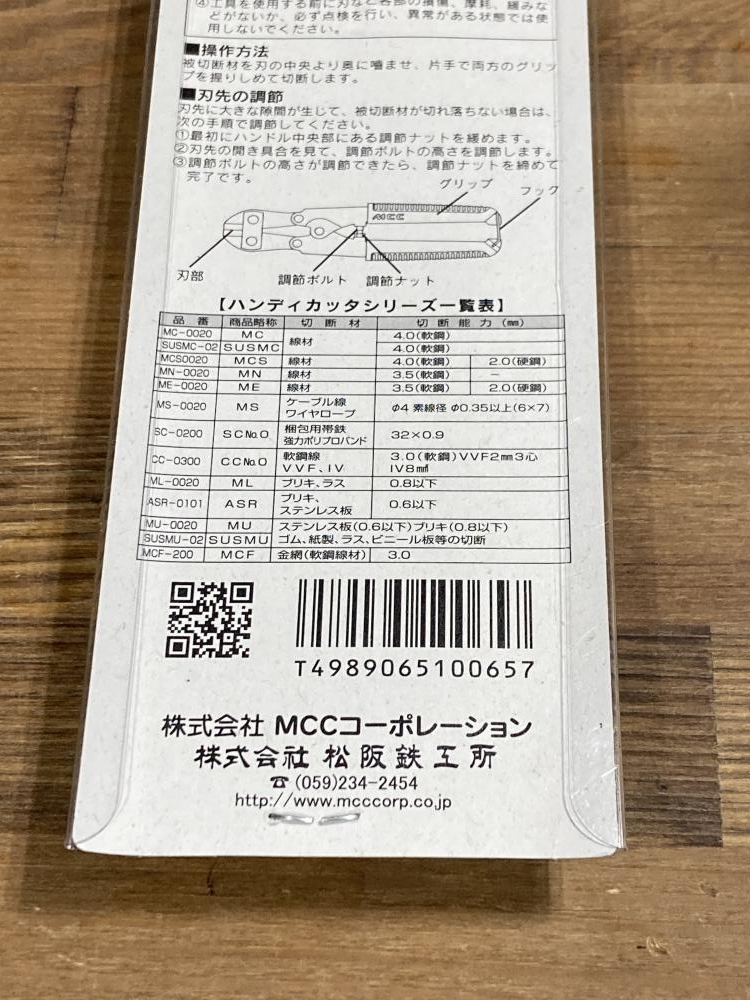 ④工具を使用する前に刃など各部の損傷、摩耗、緩みな
どがないか、必ず点検を行い、異常がある状態では使
用しないでください。
■操作方法
被切断材を刃の中央より奥に嚙ませ、片手で両方のグリッ
プを握りしめて切断します。
■刃先の調節
刃先に大きな隙間が生じて、被切断材が切れ落ちない場合は、
次の手順で調節してください。
①最初にハンドル中央部にある調節ナットを緩めます。
②刃先の開き具合を見て、調節ボルトの高さを調節します。
③調節ボルトの高さが調節できたら、調節ナットを締めて
完了です。
グリップ
フック
MCC
刃部
調節ボルト
調節ナット
【ハンディカッタシリーズ一覧表】
品番 商品略称 切断材 切断能力(㎜)
MC-0020 MC 線材 4.0(軟鋼)
SUSMC-02 SUSMC 4.0(軟鋼)
MCS0020 MCS 線材 4.0(軟鋼) 2.0(硬鋼)
MN-0020 MN 線材 3.5(軟鋼) −
ME-0020 ME 線材 3.5(軟鋼) 2.0(硬鋼)
MS-0020 MS ケーブル線 ワイヤロープ φ4 素線径 φ0.35以上(6×7)
SC-0200 SC№0 梱包用帯鉄 強力ポリプロバンド 32×0.9
CC-0300 CC№0 軟鋼線 VVF、IV 3.0(軟鋼)VVF2㎜3心 IV8㎟
ML-0020 ML ブリキ、ラス 0.8以下
ASR-0101 ASR ブリキ、ステンレス板 0.6以下
MU-0020 MU ステンレス板(0.6以下)ブリキ(0.8以下)
SUSMU-02 SUSMU ゴム、紙製、ラス、ビニール板等の切断
MCF-200 MCF 金網(軟鋼線材) 3.0
T4989065100657
株式会社 MCCコーポレーション
株式会社 松阪鉄工所
☎(059)234-2454
http://www.mcccorp.co.jp